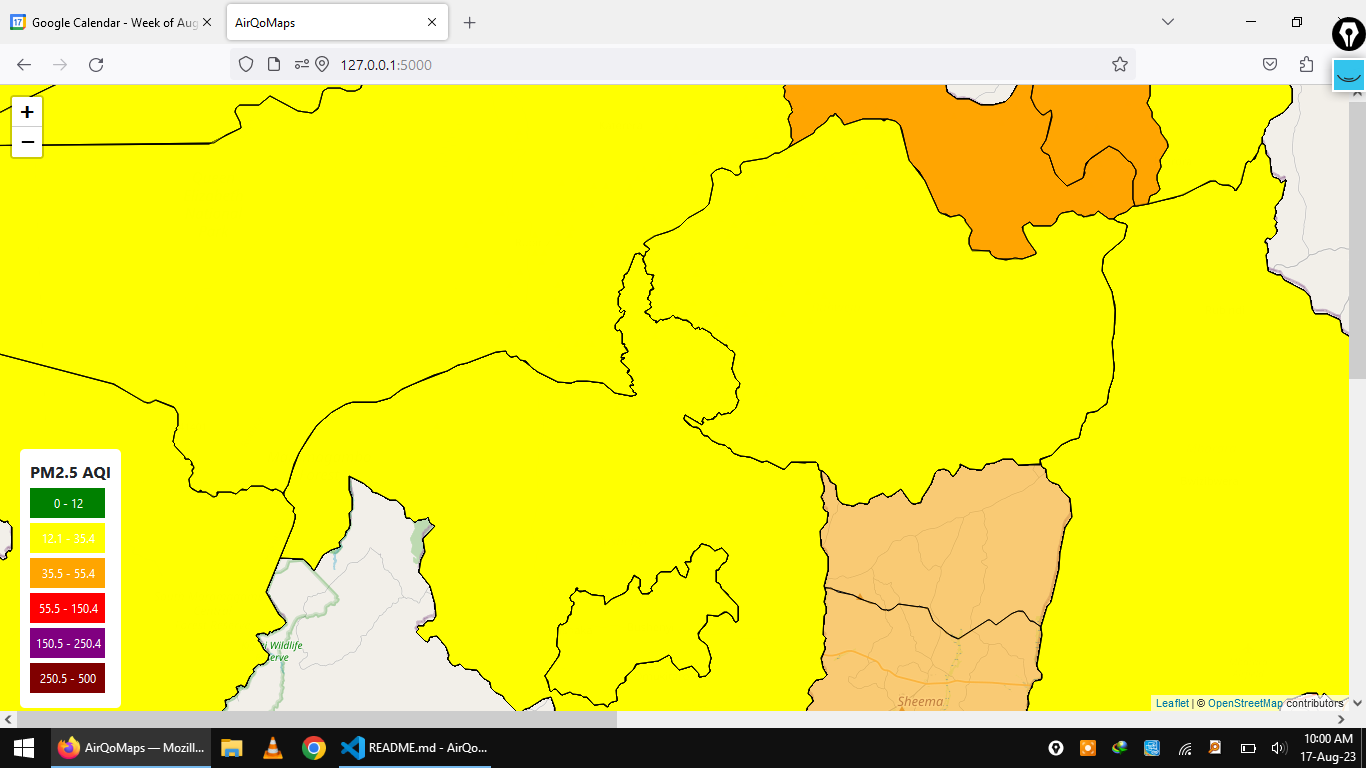 Google Calendar - Week of Aug
AirQoMaps
127.0.0.1:5000
+
−
PM2.5 AQI
0 - 12
12.1 - 35.4
35.5 - 55.4
55.5 - 150.4
150.5 - 250.4
250.5 - 500
Wildlife
erve
Sheema
Leaflet | © OpenStreetMap contributors
AirQoMaps — Mozill...
README.md - AirQo...
10:00 AM
17-Aug-23